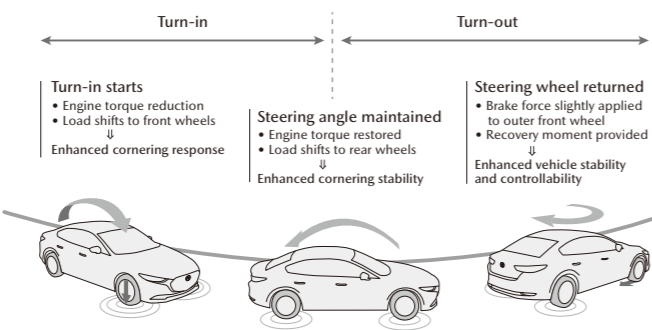 Turn-in
Turn-out
Turn-in starts
• Engine torque reduction
• Load shifts to front wheels
⇓
Enhanced cornering response
Steering angle maintained
• Engine torque restored
• Load shifts to rear wheels
⇓
Enhanced cornering stability
Steering wheel returned
• Brake force slightly applied
to outer front wheel
• Recovery moment provided
⇓
Enhanced vehicle stability
and controllability